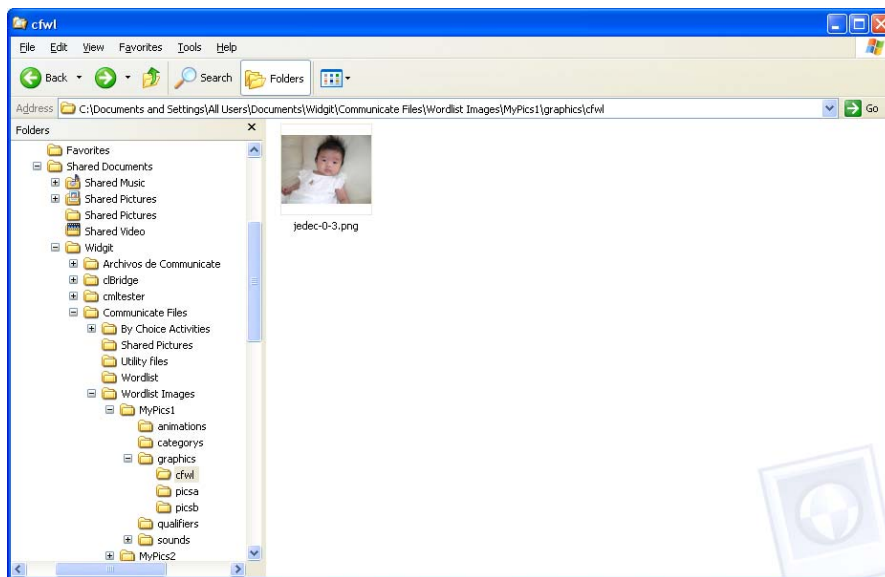 cfwl
File Edit View Favorites Tools Help
Back Search Folders
Address C:\Documents and Settings\All Users\Documents\Widgit\Communicate Files\Wordlist Images\MyPics1\graphics\cfwl Go
Folders
Favorites
Shared Documents
Shared Music
Shared Pictures
Shared Pictures
Shared Video
Widgit
Archivos de Communicate
clBridge
cmltester
Communicate Files
By Choice Activities
Shared Pictures
Utility files
Wordlist
Wordlist Images
MyPics1
animations
categorys
graphics
cfwl
picsa
picsb
qualifiers
sounds
MyPics2
jedec-0-3.png